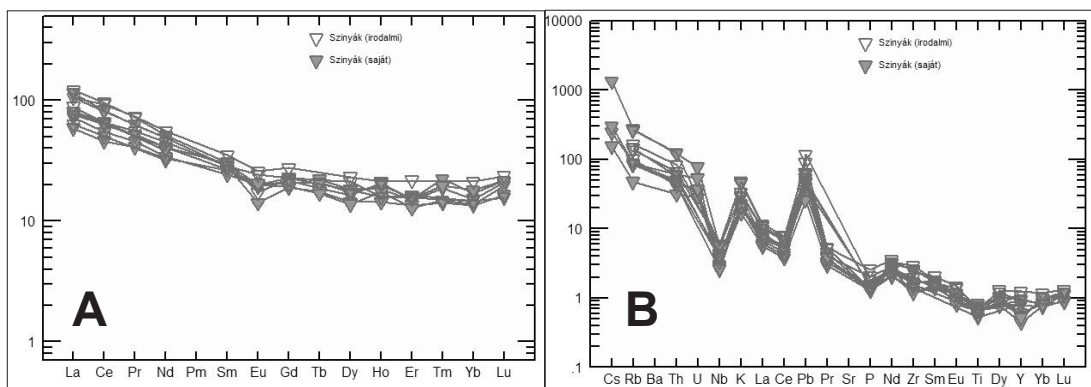 Szinyák (irodalmi)
Szinyák (saját)
100
10
1
A
La Ce Pr Nd Pm Sm Eu Gd Tb Dy Ho Er Tm Yb Lu
10000
Szinyák (irodalmi)
Szinyák (saját)
1000
100
10
1
.1
B
Cs Rb Ba Th U Nb K La Ce Pb Pr Sr P Nd Zr Sm Eu Ti Dy Y Yb Lu